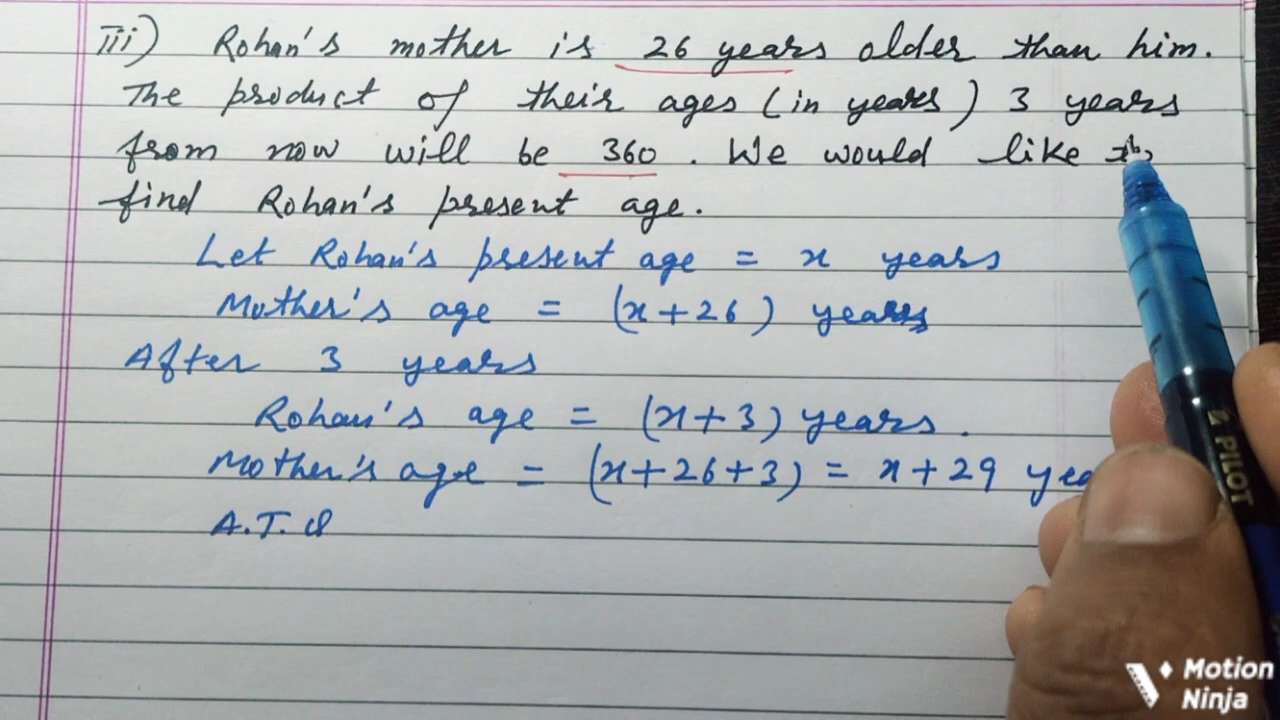 iii) Rohan's mother is 26 years older than him.
The product of their ages (in years) 3 years
from now will be 360. We would like to
find Rohan's present age.
Let Rohan's present age = x years
Mother's age = (x+26) years
After 3 years
Rohan's age = (x+3) years.
Mother's age = (x+26+3) = x+29 yea
A.T.Q
PILOT
Motion
Ninja